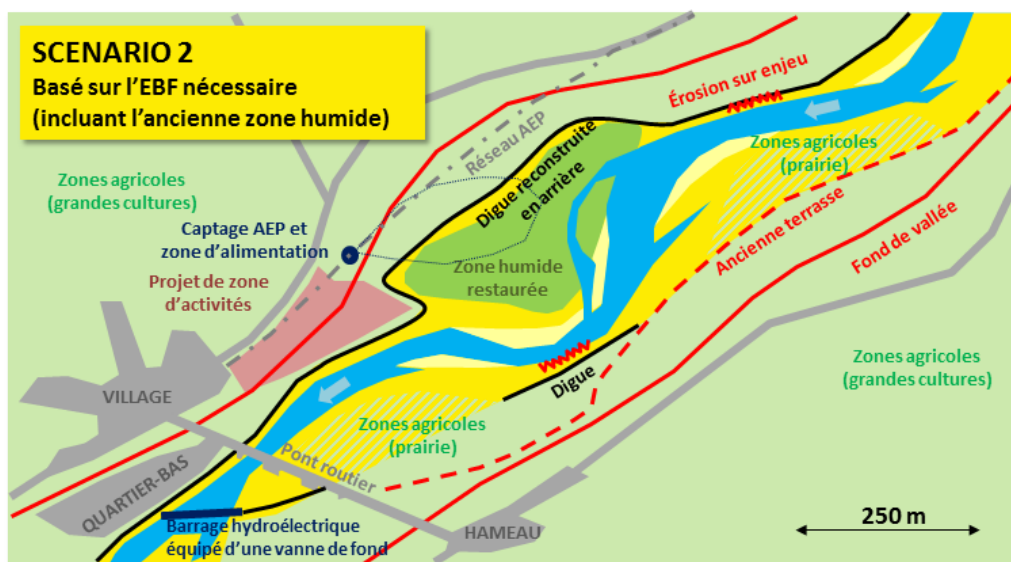 SCENARIO 2
Basé sur l'EBF nécessaire
(incluant l'ancienne zone humide)
Érosion sur enjeu
Réseau AEP
Zones agricoles
(prairie)
Digue reconstruite
en arrière
Zones agricoles
(grandes cultures)
Captage AEP et
zone d'alimentation
Ancienne terrasse
Fond de vallée
Zone humide
restaurée
Projet de zone
d'activités
Zones agricoles
(grandes cultures)
Digue
VILLAGE
Zones agricoles
(prairie)
Pont routier
QUARTIER-BAS
250 m
Barrage hydroélectrique
équipé d'une vanne de fond
HAMEAU